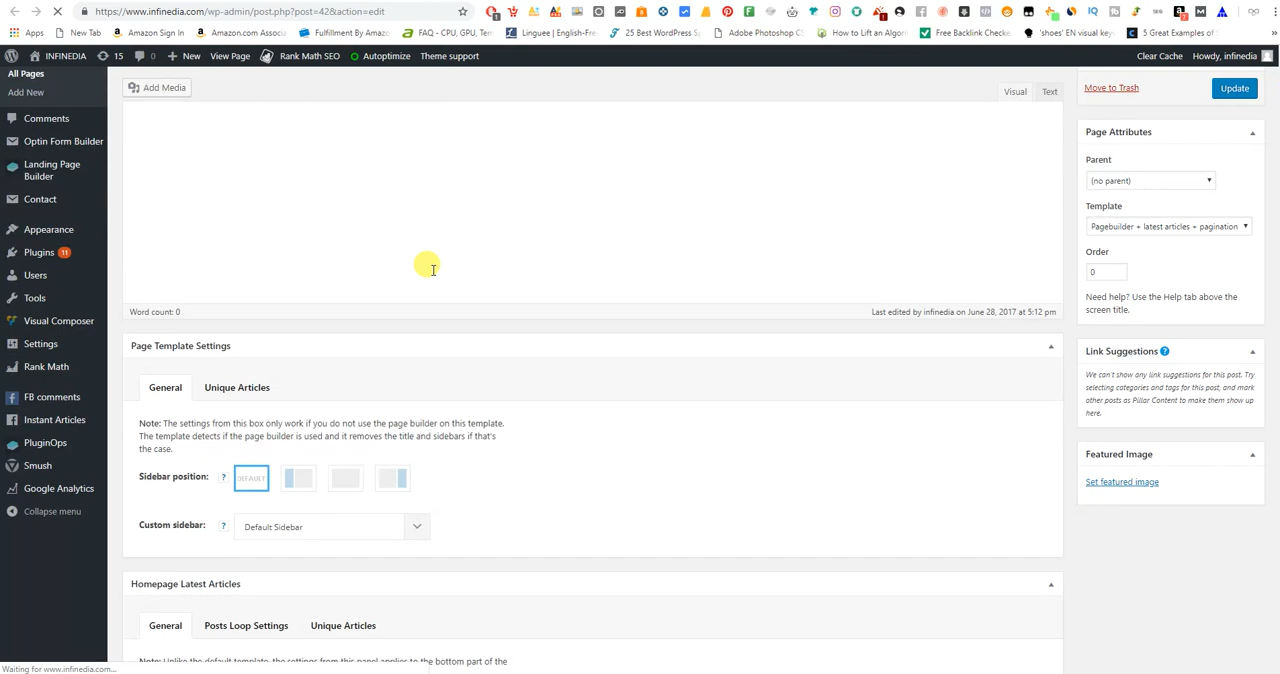 https://www.infinedia.com/wp-admin/post.php?post=42&action=edit
Apps
New Tab
Amazon Sign In
Amazon.com Associ
Fulfillment By Amazo
FAQ - CPU, GPU, Tem
Linguee | English-Fre
25 Best WordPress S
Adobe Photoshop C
How to Lift an Algori
Free Backlink Checke
'shoes' EN visual key
5 Great Examples of
»
INFINEDIA
15
0
New
View Page
Rank Math SEO
Autoptimize
Theme support
Clear Cache
Howdy, infinedia
All Pages
Add New
Comments
Optin Form Builder
Landing Page
Builder
Contact
Appearance
Plugins 11
Users
Tools
Visual Composer
Settings
Rank Math
FB comments
Instant Articles
PluginOps
Smush
Google Analytics
Collapse menu
Add Media
Visual
Text
Word count: 0
Last edited by infinedia on June 28, 2017 at 5:12 pm
Page Template Settings
General
Unique Articles
Note: The settings from this box only work if you do not use the page builder on this template.
The template detects if the page builder is used and it removes the title and sidebars if that's
the case.
Sidebar position: ? DEFAULT
Custom sidebar: ? Default Sidebar
Homepage Latest Articles
General
Posts Loop Settings
Unique Articles
Note: Unlike the default template, the settings from this panel applies to the bottom part of the
Move to Trash
Update
Page Attributes
Parent
(no parent)
Template
Pagebuilder + latest articles + pagination
Order
0
Need help? Use the Help tab above the
screen title.
Link Suggestions ?
We can't show any link suggestions for this post. Try
selecting categories and tags for this post, and mark
other posts as Pillar Content to make them show up
here.
Featured Image
Set featured image
Waiting for www.infinedia.com...